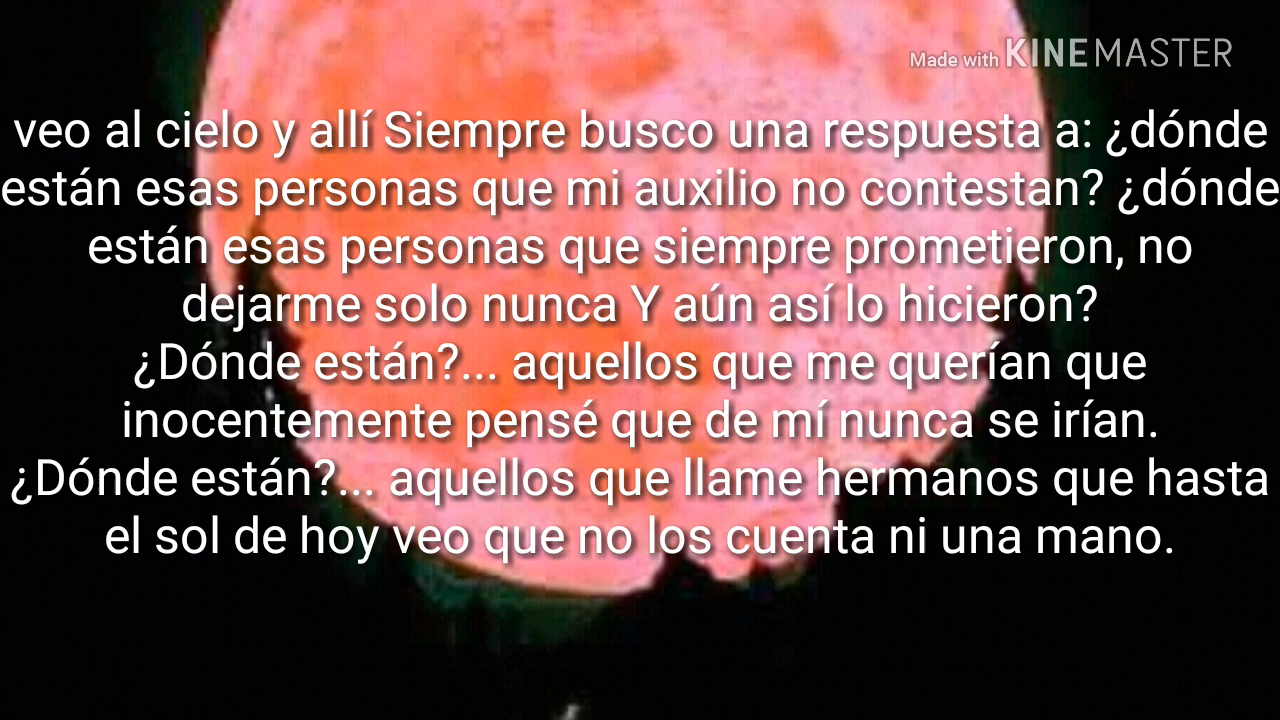 Made with KINEMASTER
veo al cielo y allí Siempre busco una respuesta a: ¿dónde
están esas personas que mi auxilio no contestan? ¿dónde
están esas personas que siempre prometieron, no
dejarme solo nunca Y aún así lo hicieron?
¿Dónde están?... aquellos que me querían que
inocentemente pensé que de mí nunca se irían.
¿Dónde están?... aquellos que llame hermanos que hasta
el sol de hoy veo que no los cuenta ni una mano.